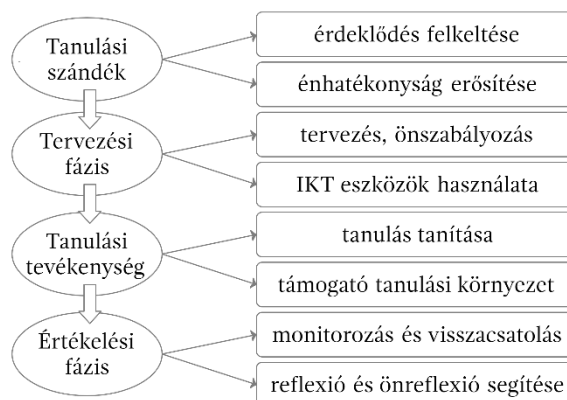 Tanulási
szándék
érdeklődés felkeltése
énhatékonyság erősítése
Tervezési
fázis
tervezés, önszabályozás
IKT eszközök használata
Tanulási
tevékenység
tanulás tanítása
támogató tanulási környezet
Értékelési
fázis
monitorozás és visszacsatolás
reflexió és önreflexió segítése